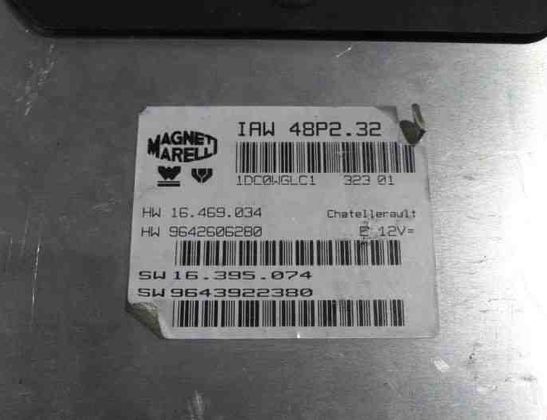 IAW 48P2.32
MAGNETI
MARELLI
1DC0WGLC1 323 01
HW 16.469.034 Chatellerault
HW 9642606280 E 12V=
SW 16.395.074
SW 9643922380